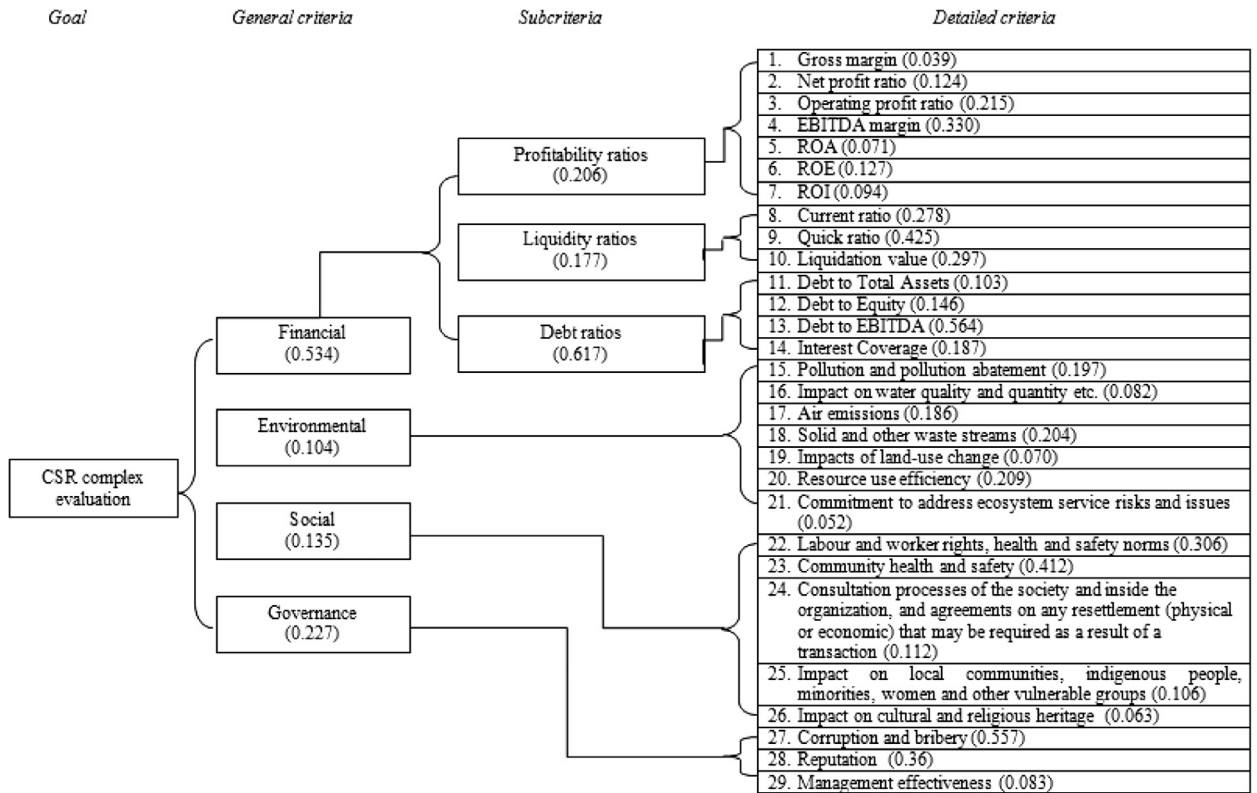 Goal
General criteria
Subcriteria
Detailed criteria
CSR complex
evaluation
Financial
(0.534)
Environmental
(0.104)
Social
(0.135)
Governance
(0.227)
Profitability ratios
(0.206)
Liquidity ratios
(0.177)
Debt ratios
(0.617)
1. Gross margin (0.039)
2. Net profit ratio (0.124)
3. Operating profit ratio (0.215)
4. EBITDA margin (0.330)
5. ROA (0.071)
6. ROE (0.127)
7. ROI (0.094)
8. Current ratio (0.278)
9. Quick ratio (0.425)
10. Liquidation value (0.297)
11. Debt to Total Assets (0.103)
12. Debt to Equity (0.146)
13. Debt to EBITDA (0.564)
14. Interest Coverage (0.187)
15. Pollution and pollution abatement (0.197)
16. Impact on water quality and quantity etc. (0.082)
17. Air emissions (0.186)
18. Solid and other waste streams (0.204)
19. Impacts of land-use change (0.070)
20. Resource use efficiency (0.209)
21. Commitment to address ecosystem service risks and issues
(0.052)
22. Labour and worker rights, health and safety norms (0.306)
23. Community health and safety (0.412)
24. Consultation processes of the society and inside the
organization, and agreements on any resettlement (physical
or economic) that may be required as a result of a
transaction (0.112)
25. Impact on local communities, indigenous people,
minorities, women and other vulnerable groups (0.106)
26. Impact on cultural and religious heritage (0.063)
27. Corruption and bribery (0.557)
28. Reputation (0.36)
29. Management effectiveness (0.083)